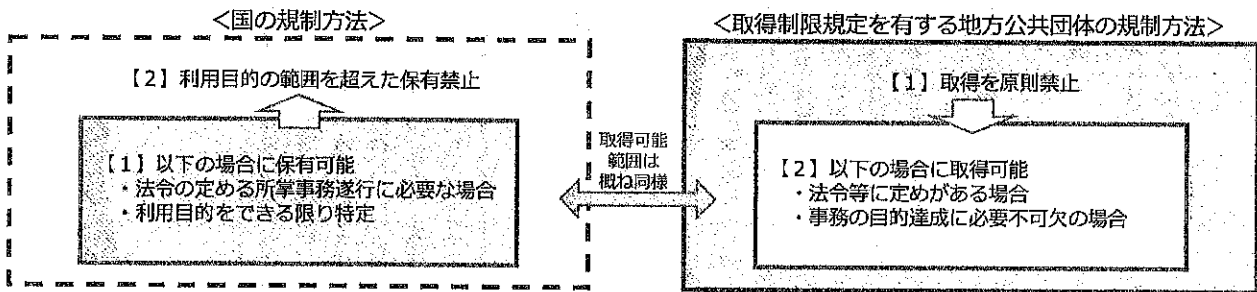 ＜国の規制方法＞
【2】利用目的の範囲を超えた保有禁止
【1】以下の場合に保有可能
・法令の定める所掌事務遂行に必要な場合
・利用目的をできる限り特定
取得可能
範囲は
概ね同様
＜取得制限規定を有する地方公共団体の規制方法＞
【1】取得を原則禁止
【2】以下の場合に取得可能
・法令等に定めがある場合
・事務の目的達成に必要不可欠の場合